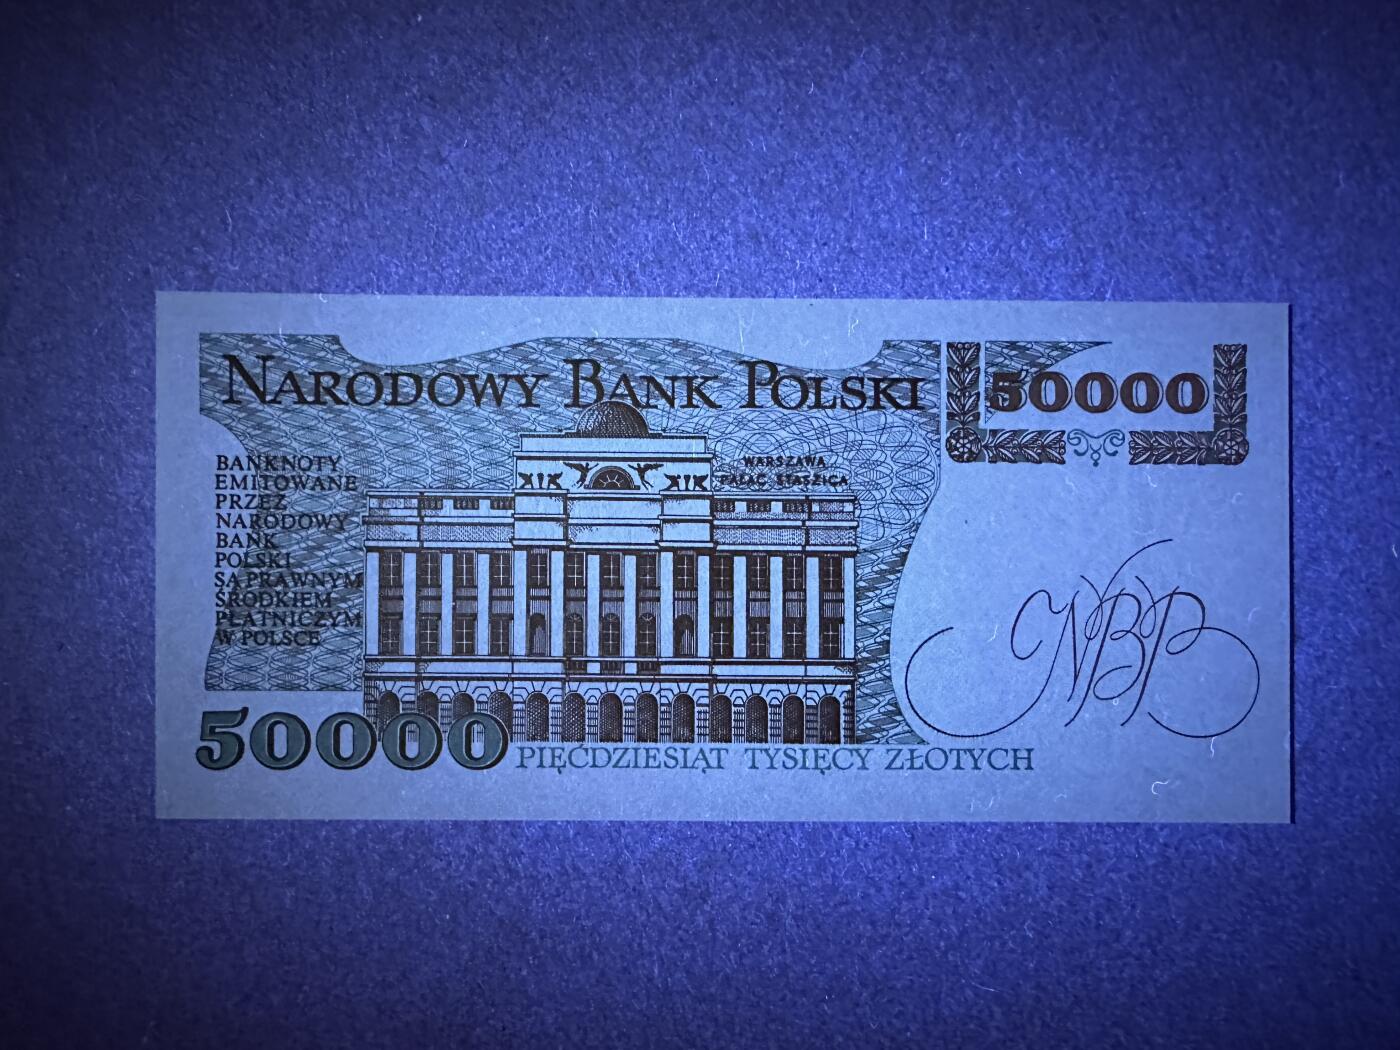 NARODOWY BANK POLSKI
50000
WARSZAWA
PAŁAC STASZICA
BANKNOTY
EMITOWANE
PRZEZ
NARODOWY
BANK
POLSKI
SĄ PRAWNYM
ŚRODKIEM
PŁATNICZYM
W POLSCE
NBP
50000 PIĘĆDZIESIĄT TYSIĘCY ZŁOTYCH